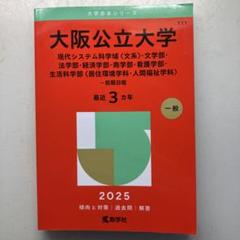 大学赤本シリーズ
大阪公立大学
現代システム科学域〈文系〉・文学部・
法学部・経済学部・商学部・看護学部・
生活科学部〈居住環境学科・人間福祉学科〉
－前期日程
最近3カ年
一般
2025
傾向と対策｜過去問｜解答
教学社